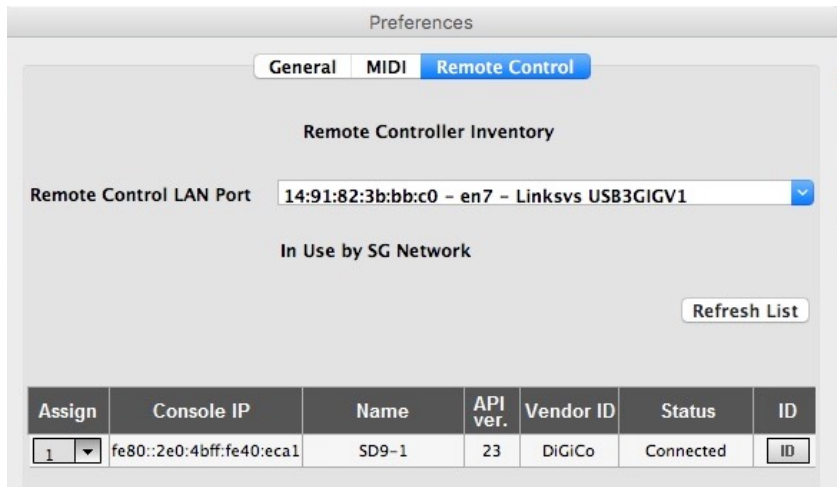 Preferences
General MIDI Remote Control
Remote Controller Inventory
Remote Control LAN Port 14:91:82:3b:bb:c0 - en7 - Linksvs USB3GIGV1
In Use by SG Network
Refresh List
Assign Console IP Name API ver. Vendor ID Status ID
1 fe80::2e0:4bff:fe40:eca1 SD9-1 23 DiGiCo Connected ID